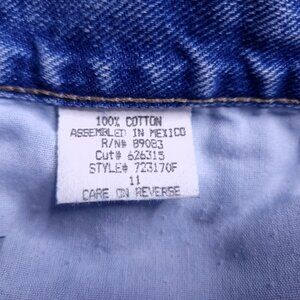 100% COTTON
ASSEMBLED IN MEXICO
R/N# 89083
Cut# 626315
STYLE# 723170F
11
CARE ON REVERSE